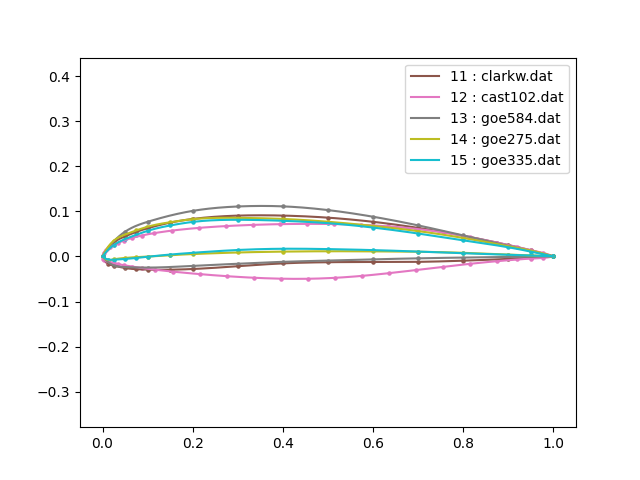 0.4
0.3
0.2
0.1
0.0
−0.1
−0.2
−0.3
0.0 0.2 0.4 0.6 0.8 1.0
11 : clarkw.dat
12 : cast102.dat
13 : goe584.dat
14 : goe275.dat
15 : goe335.dat